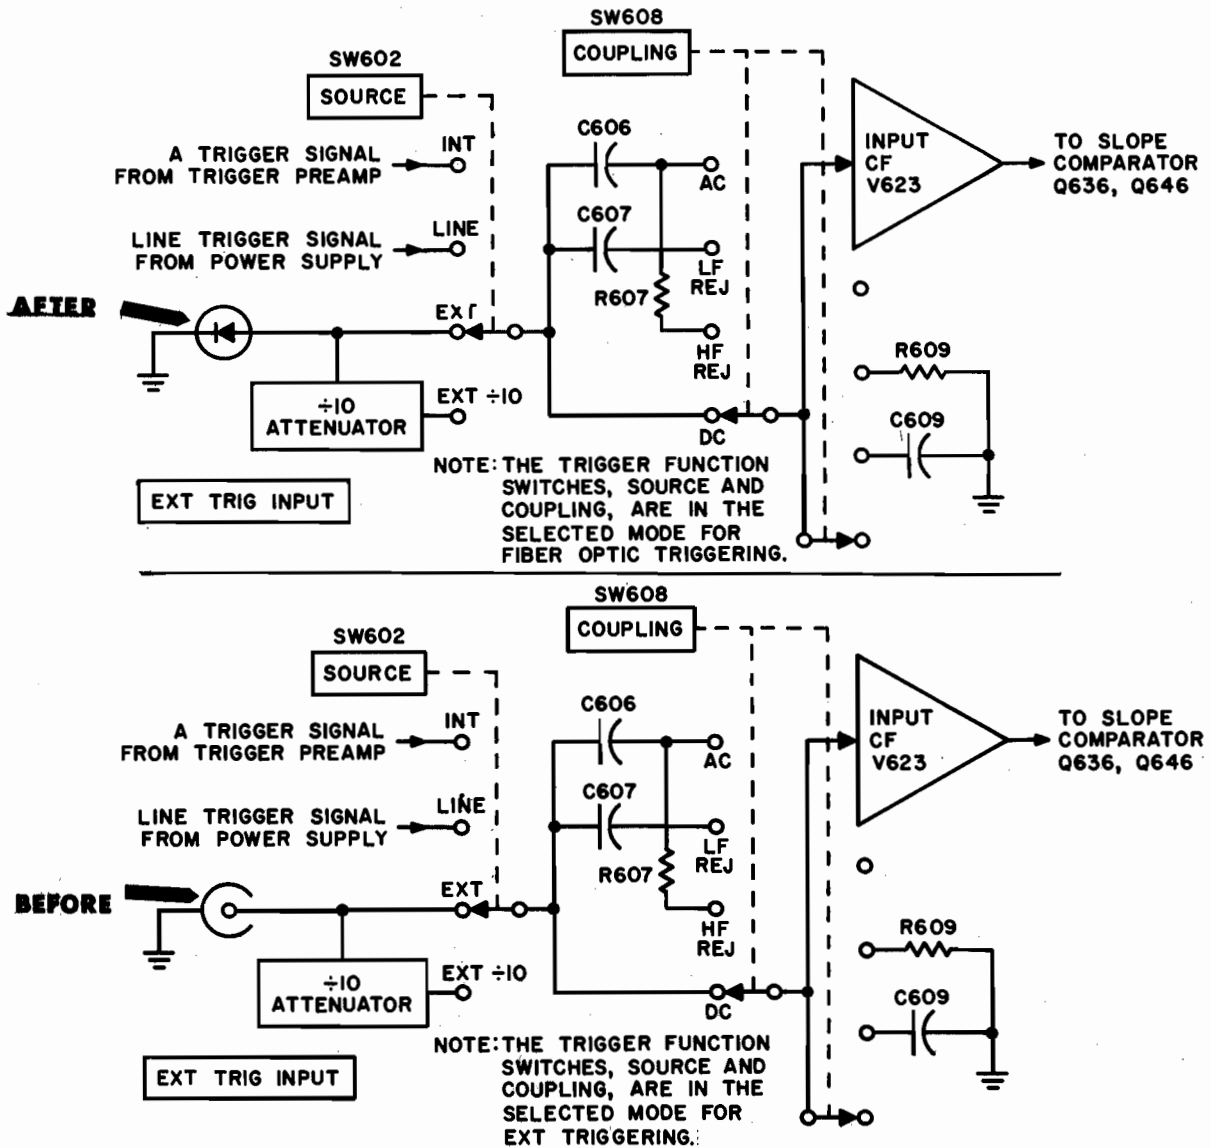 SW608
COUPLING
SW602
SOURCE
C606
INT
A TRIGGER SIGNAL
FROM TRIGGER PREAMP
AC
INPUT
CF
V623
TO SLOPE
COMPARATOR
Q636, Q646
C607
LINE
LINE TRIGGER SIGNAL
FROM POWER SUPPLY
LF
REJ
R607
AFTER
EXT
HF
REJ
R609
÷10
ATTENUATOR
EXT ÷10
DC
C609
EXT TRIG INPUT
NOTE: THE TRIGGER FUNCTION
SWITCHES, SOURCE AND
COUPLING, ARE IN THE
SELECTED MODE FOR
FIBER OPTIC TRIGGERING.
SW608
COUPLING
SW602
SOURCE
C606
INT
A TRIGGER SIGNAL
FROM TRIGGER PREAMP
AC
INPUT
CF
V623
TO SLOPE
COMPARATOR
Q636, Q646
C607
LINE
LINE TRIGGER SIGNAL
FROM POWER SUPPLY
LF
REJ
R607
BEFORE
EXT
HF
REJ
R609
÷10
ATTENUATOR
EXT ÷10
DC
C609
NOTE: THE TRIGGER FUNCTION
SWITCHES, SOURCE AND
COUPLING, ARE IN THE
SELECTED MODE FOR
EXT TRIGGERING.
EXT TRIG INPUT